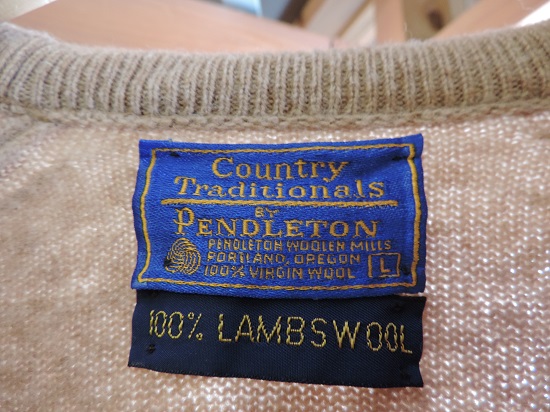 Country
Traditionals
BY
PENDLETON
PENDLETON WOOLEN MILLS
PORTLAND, OREGON
100% VIRGIN WOOL L
100% LAMBSWOOL